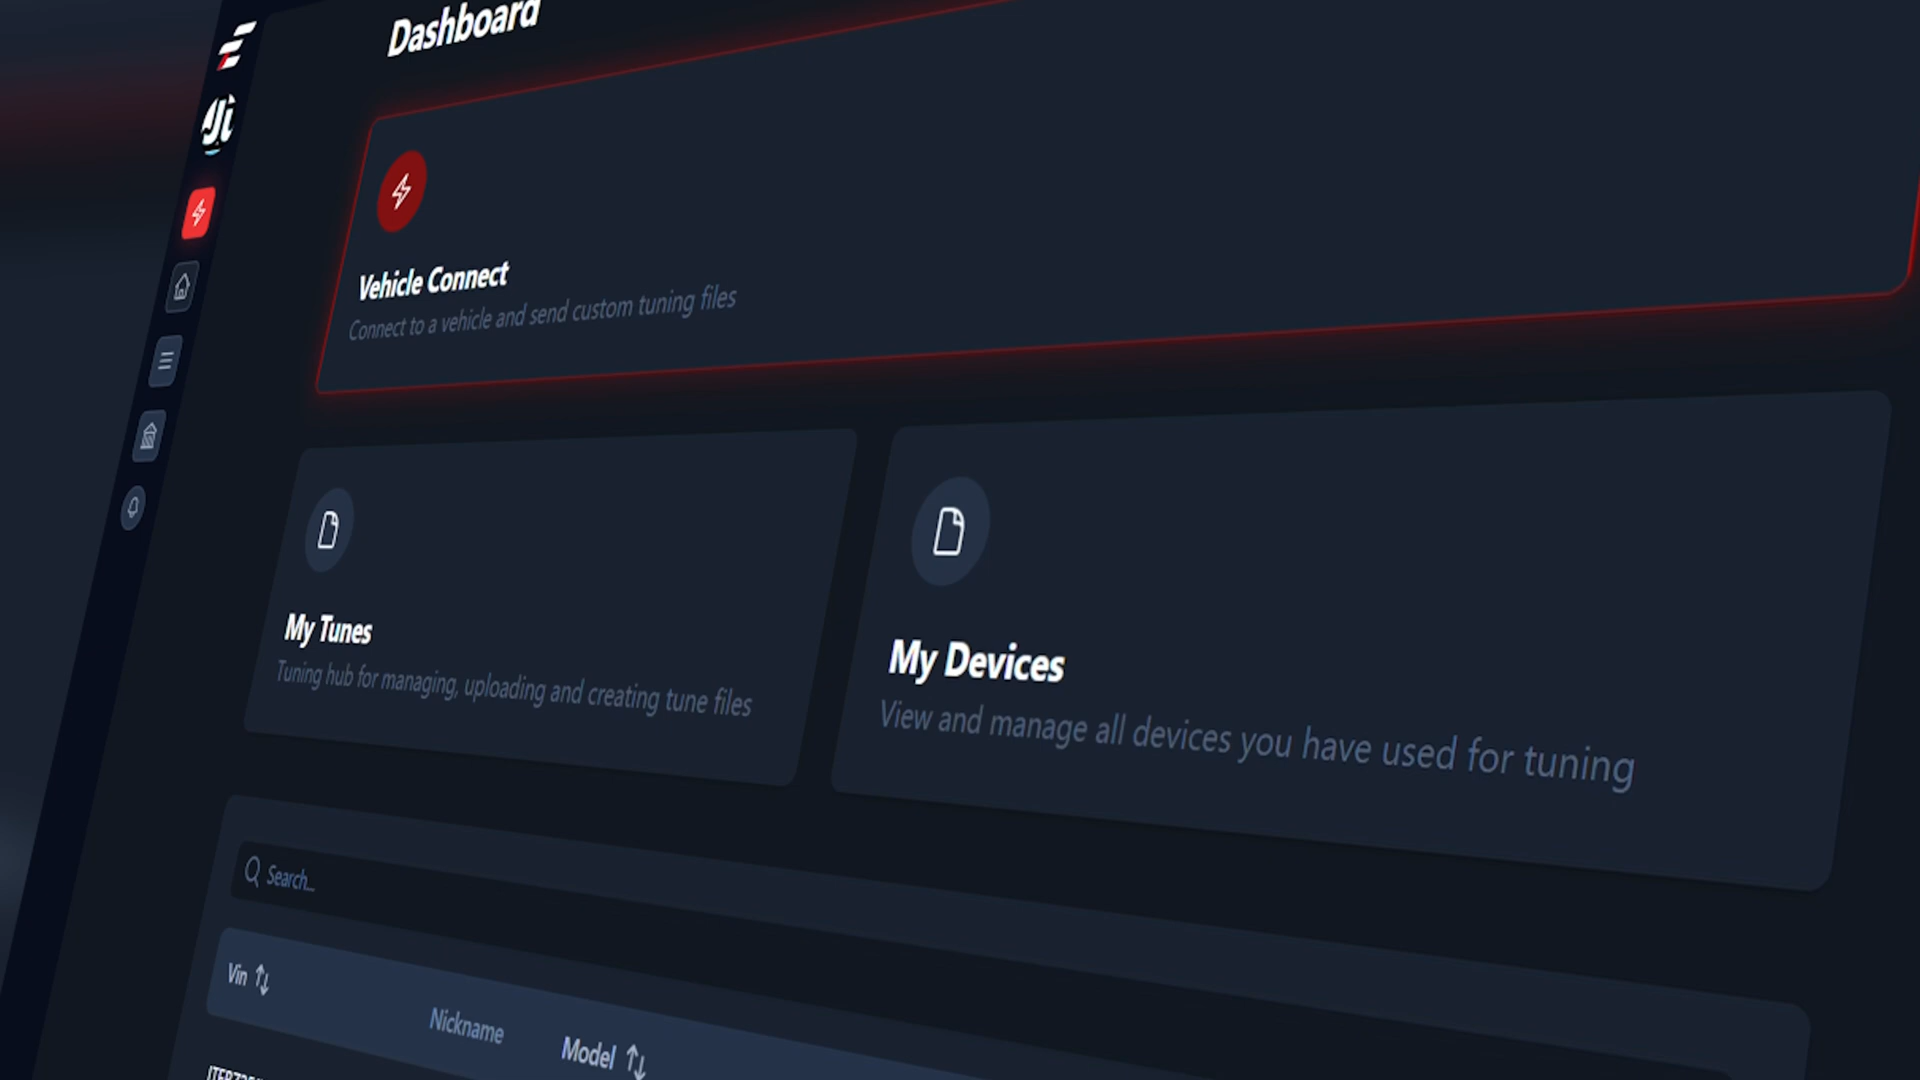 Dashboard
Vehicle Connect
Connect to a vehicle and send custom tuning files
My Tunes
Tuning hub for managing, uploading and creating tune files
My Devices
View and manage all devices you have used for tuning
Search...
Vin
Nickname
Model